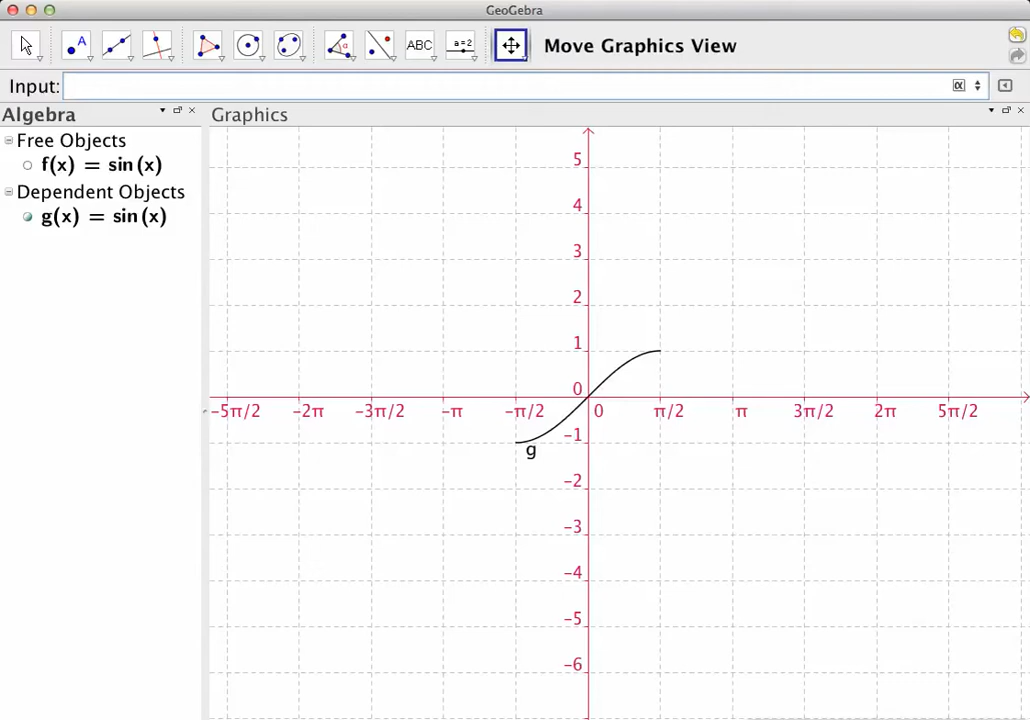 GeoGebra
A
α
ABC
a=2
Move Graphics View
Input:
α
Algebra
Graphics
Free Objects
f(x) = sin(x)
Dependent Objects
g(x) = sin(x)
5
4
3
2
1
0
-5π/2 -2π -3π/2 -π -π/2 0 π/2 π 3π/2 2π 5π/2
-1
g
-2
-3
-4
-5
-6